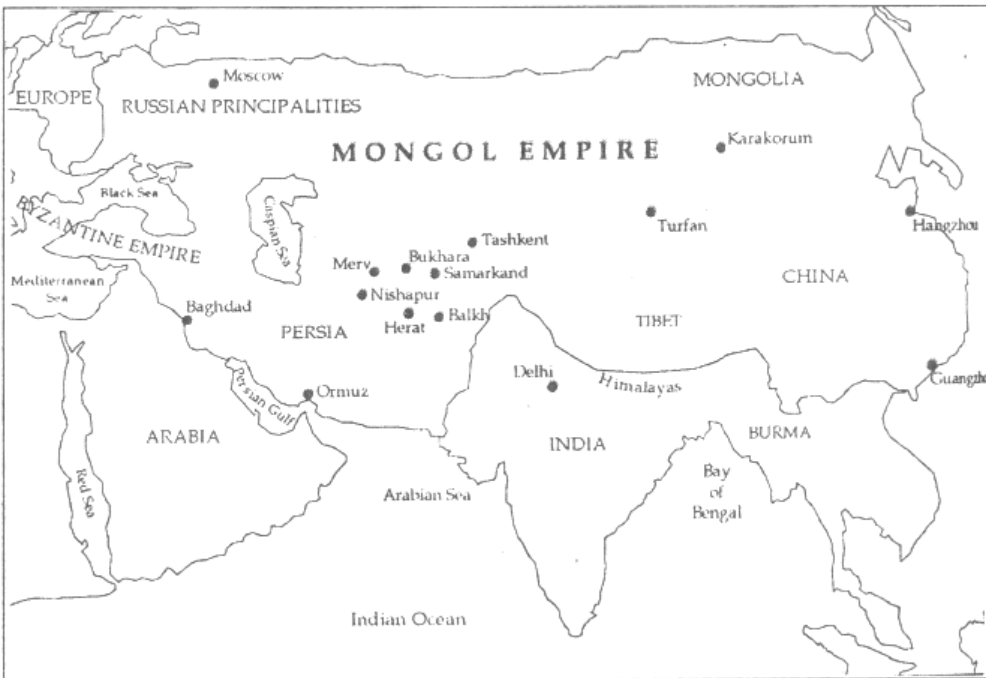 Moscow
MONGOLIA
EUROPE
RUSSIAN PRINCIPALITIES
MONGOL EMPIRE
Karakorum
Black Sea
Caspian Sea
BYZANTINE EMPIRE
Turfan
Hangzhou
Tashkent
Bukhara
Merv
Samarkand
CHINA
Mediterranean
Sea
Nishapur
Baghdad
Herat
Balkh
PERSIA
TIBET
Delhi
Himalayas
Guangzho
Persian Gulf
Ormuz
ARABIA
INDIA
BURMA
Red Sea
Arabian Sea
Bay
of
Bengal
Indian Ocean